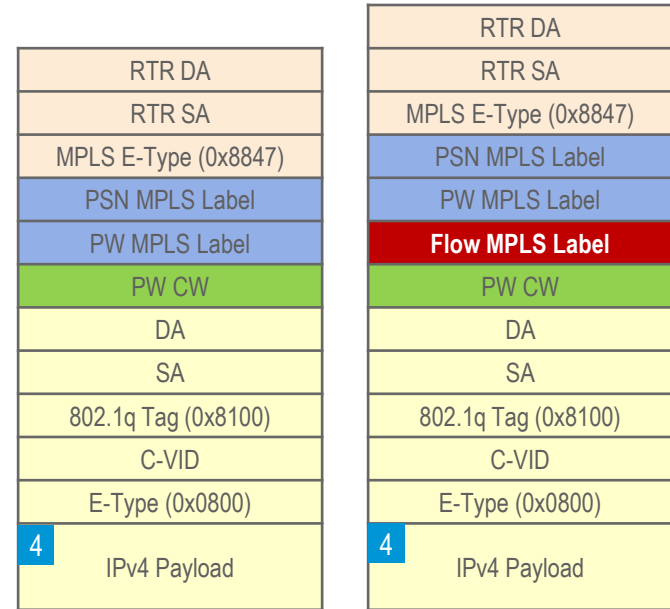 RTR DA
RTR SA
MPLS E-Type (0x8847)
PSN MPLS Label
PW MPLS Label
PW CW
DA
SA
802.1q Tag (0x8100)
C-VID
E-Type (0x0800)
4
IPv4 Payload
RTR DA
RTR SA
MPLS E-Type (0x8847)
PSN MPLS Label
PW MPLS Label
Flow MPLS Label
PW CW
DA
SA
802.1q Tag (0x8100)
C-VID
E-Type (0x0800)
4
IPv4 Payload